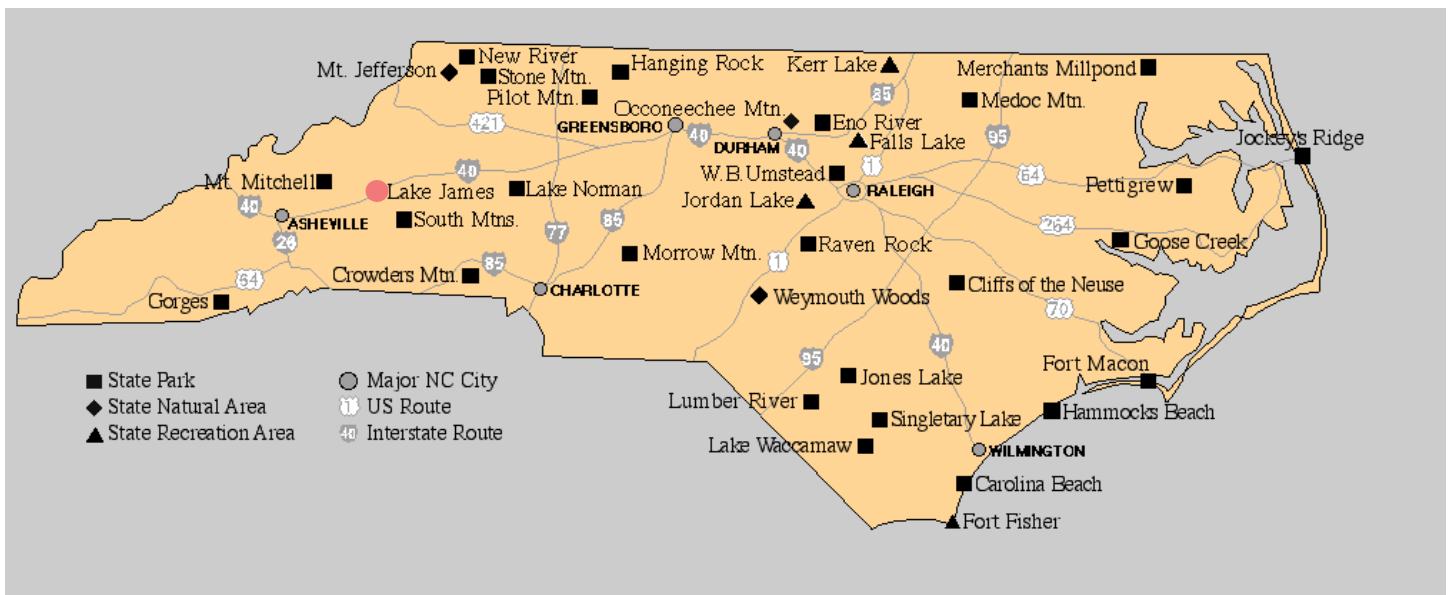 New River
Mt. Jefferson
Stone Mtn.
Pilot Mtn.
Hanging Rock
Kerr Lake
Merchants Millpond
Medoc Mtn.
85
Occoneechee Mtn.
421
GREENSBORO
40
DURHAM
40
Eno River
Falls Lake
95
Jockey's Ridge
1
40
Mt. Mitchell
Lake James
Lake Norman
W.B. Umstead
RALEIGH
64
Pettigrew
40
ASHEVILLE
South Mtns.
Jordan Lake
85
77
264
26
Morrow Mtn.
Raven Rock
Goose Creek
1
64
Crowders Mtn.
85
CHARLOTTE
Gorges
Weymouth Woods
Cliffs of the Neuse
70
95
40
Fort Macon
Jones Lake
Lumber River
Singletary Lake
Hammocks Beach
Lake Waccamaw
WILMINGTON
Carolina Beach
Fort Fisher
State Park
State Natural Area
State Recreation Area
Major NC City
1 US Route
40 Interstate Route